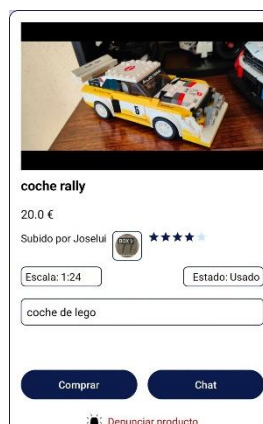 coche rally
20.0 €
Subido por Joselui
Escala: 1:24
Estado: Usado
coche de lego
Comprar
Chat
Denunciar producto